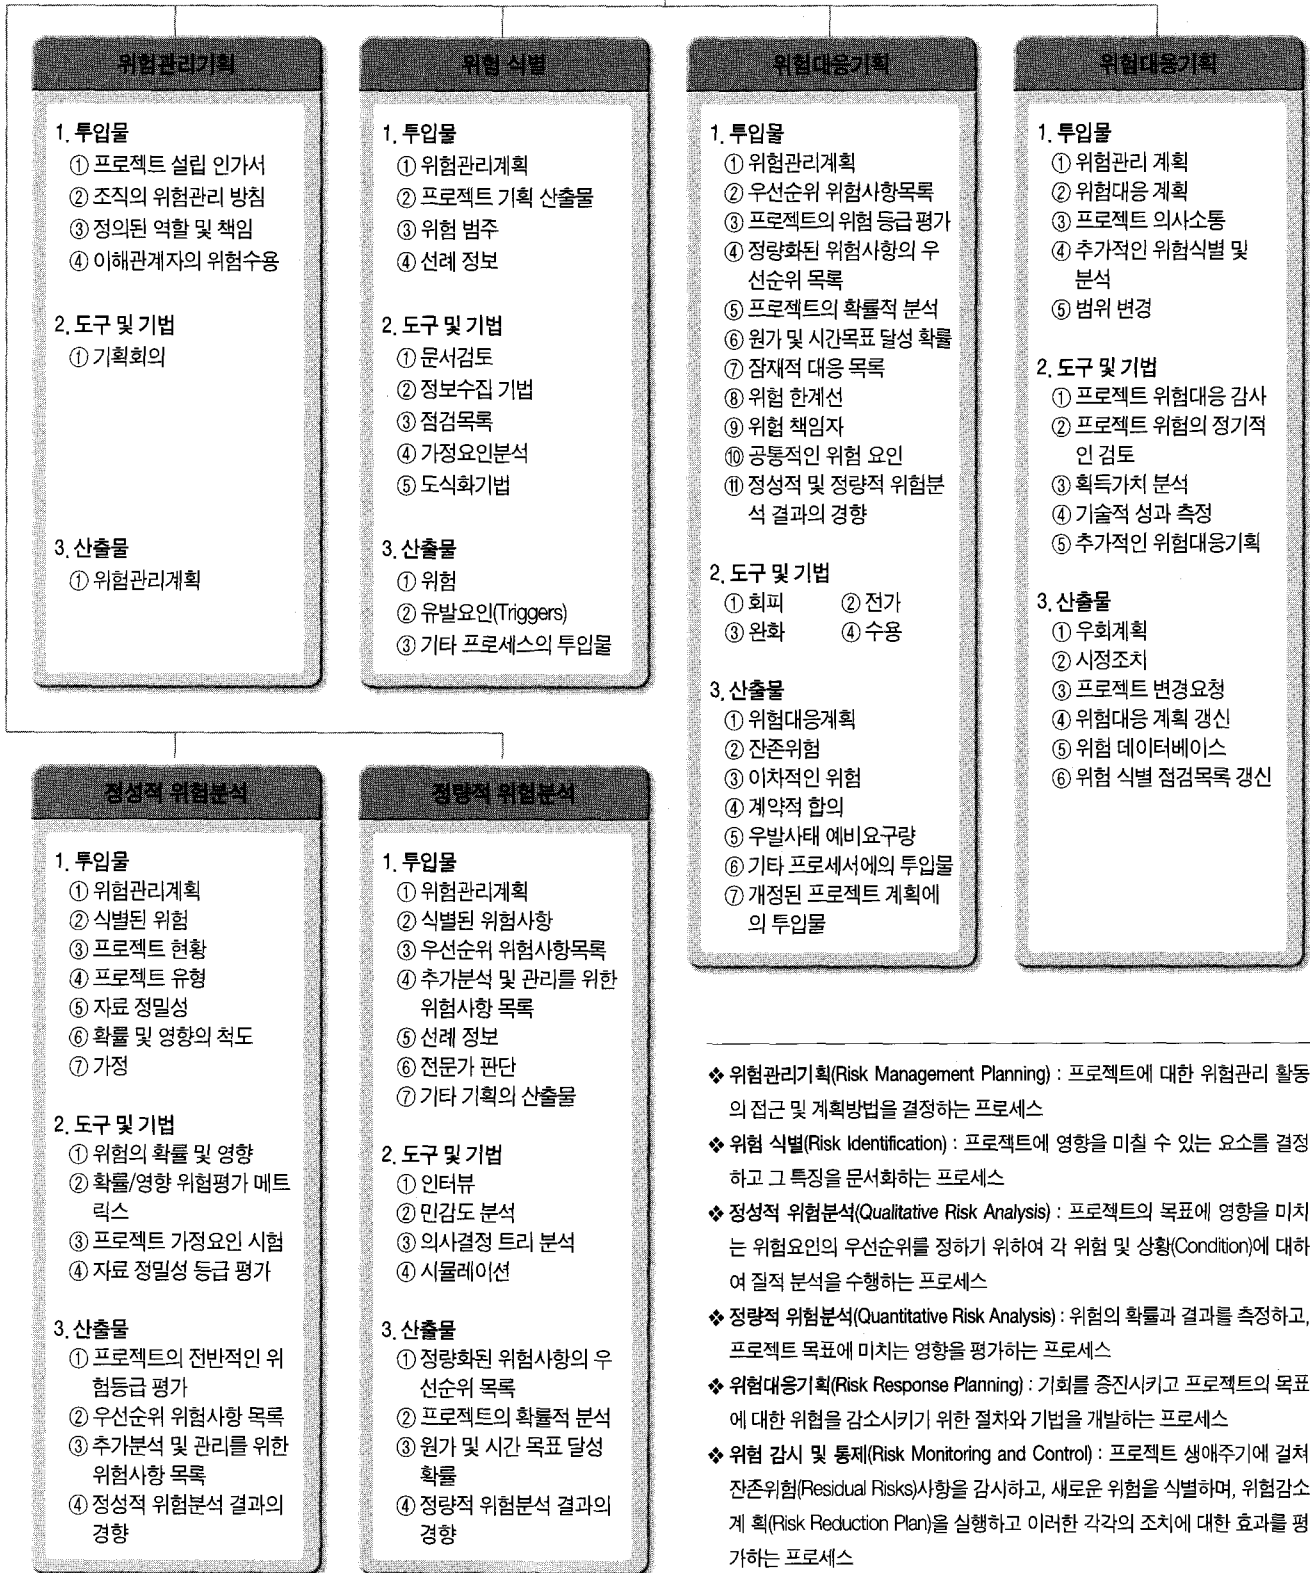 위험관리기획
1. 투입물
① 프로젝트 설립 인가서
② 조직의 위험관리 방침
③ 정의된 역할 및 책임
④ 이해관계자의 위험수용
2. 도구 및 기법
① 기획회의
3. 산출물
① 위험관리계획
위험 식별
1. 투입물
① 위험관리계획
② 프로젝트 기획 산출물
③ 위험 범주
④ 선례 정보
2. 도구 및 기법
① 문서검토
② 정보수집 기법
③ 점검목록
④ 가정요인분석
⑤ 도식화기법
3. 산출물
① 위험
② 유발요인(Triggers)
③ 기타 프로세스의 투입물
위험대응기획
1. 투입물
① 위험관리계획
② 우선순위 위험사항목록
③ 프로젝트의 위험 등급 평가
④ 정량화된 위험사항의 우
선순위 목록
⑤ 프로젝트의 확률적 분석
⑥ 원가 및 시간목표 달성 확률
⑦ 잠재적 대응 목록
⑧ 위험 한계선
⑨ 위험 책임자
⑩ 공통적인 위험 요인
⑪ 정성적 및 정량적 위험분
석 결과의 경향
2. 도구 및 기법
① 회피 ② 전가
③ 완화 ④ 수용
3. 산출물
① 위험대응계획
② 잔존위험
③ 이차적인 위험
④ 계약적 합의
⑤ 우발사태 예비요구량
⑥ 기타 프로세서에의 투입물
⑦ 개정된 프로젝트 계획에
의 투입물
위험대응기획
1. 투입물
① 위험관리 계획
② 위험대응 계획
③ 프로젝트 의사소통
④ 추가적인 위험식별 및
분석
⑤ 범위 변경
2. 도구 및 기법
① 프로젝트 위험대응 감사
② 프로젝트 위험의 정기적
인 검토
③ 획득가치 분석
④ 기술적 성과 측정
⑤ 추가적인 위험대응기획
3. 산출물
① 우회계획
② 시정조치
③ 프로젝트 변경요청
④ 위험대응 계획 갱신
⑤ 위험 데이터베이스
⑥ 위험 식별 점검목록 갱신
정성적 위험분석
1. 투입물
① 위험관리계획
② 식별된 위험
③ 프로젝트 현황
④ 프로젝트 유형
⑤ 자료 정밀성
⑥ 확률 및 영향의 척도
⑦ 가정
2. 도구 및 기법
① 위험의 확률 및 영향
② 확률/영향 위험평가 매트
릭스
③ 프로젝트 가정요인 시험
④ 자료 정밀성 등급 평가
3. 산출물
① 프로젝트의 전반적인 위
험등급 평가
② 우선순위 위험사항 목록
③ 추가분석 및 관리를 위한
위험사항 목록
④ 정성적 위험분석 결과의
경향
정량적 위험분석
1. 투입물
① 위험관리계획
② 식별된 위험사항
③ 우선순위 위험사항목록
④ 추가분석 및 관리를 위한
위험사항 목록
⑤ 선례 정보
⑥ 전문가 판단
⑦ 기타 기획의 산출물
2. 도구 및 기법
① 인터뷰
② 민감도 분석
③ 의사결정 트리 분석
④ 시뮬레이션
3. 산출물
① 정량화된 위험사항의 우
선순위 목록
② 프로젝트의 확률적 분석
③ 원가 및 시간 목표 달성
확률
④ 정량적 위험분석 결과의
경향
❖ 위험관리기획(Risk Management Planning) : 프로젝트에 대한 위험관리 활동
의 접근 및 계획방법을 결정하는 프로세스
❖ 위험 식별(Risk Identification) : 프로젝트에 영향을 미칠 수 있는 요소를 결정
하고 그 특징을 문서화하는 프로세스
❖ 정성적 위험분석(Qualitative Risk Analysis) : 프로젝트의 목표에 영향을 미치
는 위험요인의 우선순위를 정하기 위하여 각 위험 및 상황(Condition)에 대하
여 질적 분석을 수행하는 프로세스
❖ 정량적 위험분석(Quantitative Risk Analysis) : 위험의 확률과 결과를 측정하고,
프로젝트 목표에 미치는 영향을 평가하는 프로세스
❖ 위험대응기획(Risk Response Planning) : 기회를 증진시키고 프로젝트의 목표
에 대한 위협을 감소시키기 위한 절차와 기법을 개발하는 프로세스
❖ 위험 감시 및 통제(Risk Monitoring and Control) : 프로젝트 생애주기에 걸쳐
잔존위험(Residual Risks)사항을 감시하고, 새로운 위험을 식별하며, 위험감소
계 획(Risk Reduction Plan)을 실행하고 이러한 각각의 조치에 대한 효과를 평
가하는 프로세스